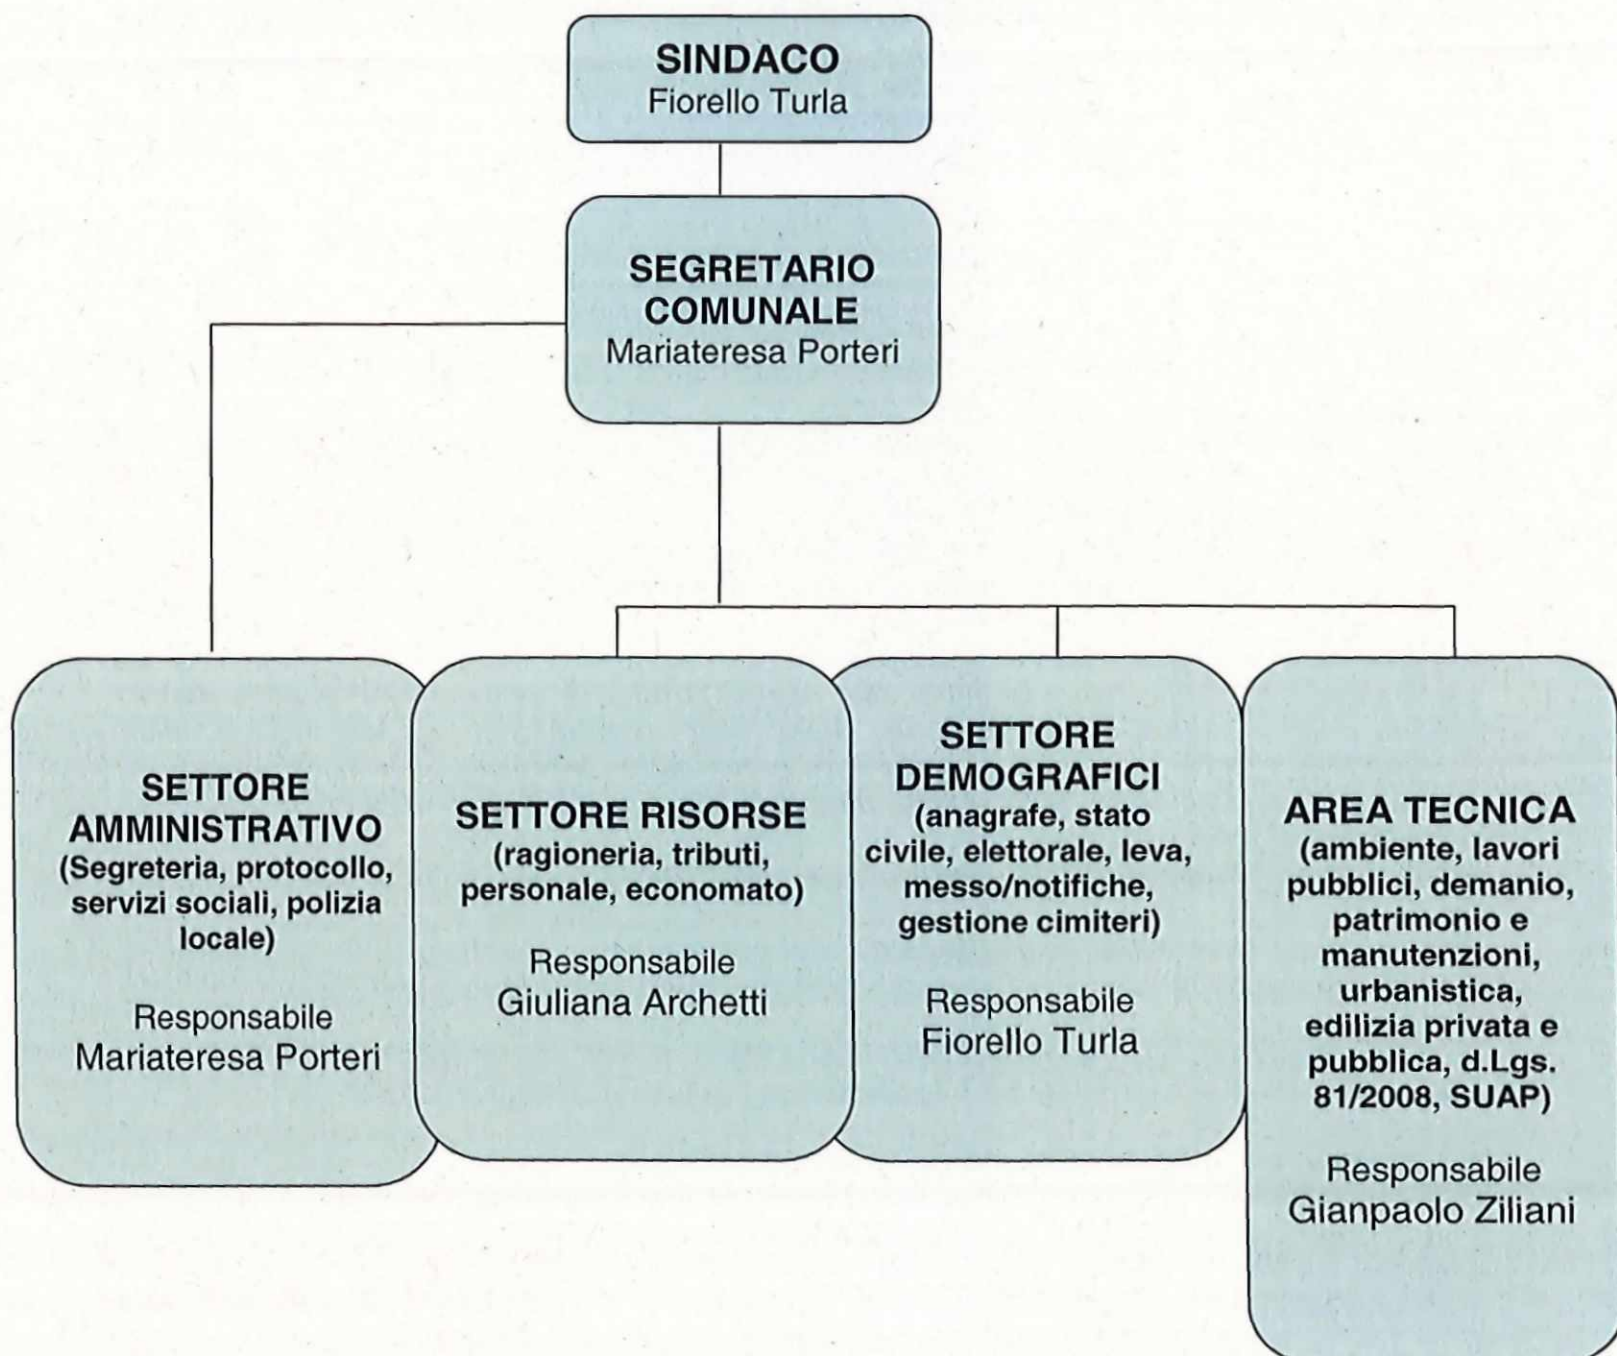 SINDACO
Fiorello Turla
SEGRETARIO
COMUNALE
Mariateresa Porteri
SETTORE
AMMINISTRATIVO
(Segreteria, protocollo,
servizi sociali, polizia
locale)
Responsabile
Mariateresa Porteri
SETTORE RISORSE
(ragioneria, tributi,
personale, economato)
Responsabile
Giuliana Archetti
SETTORE
DEMOGRAFICI
(anagrafe, stato
civile, elettorale, leva,
messo/notifiche,
gestione cimiteri)
Responsabile
Fiorello Turla
AREA TECNICA
(ambiente, lavori
pubblici, demanio,
patrimonio e
manutenzioni,
urbanistica,
edilizia privata e
pubblica, d.Lgs.
81/2008, SUAP)
Responsabile
Gianpaolo Ziliani